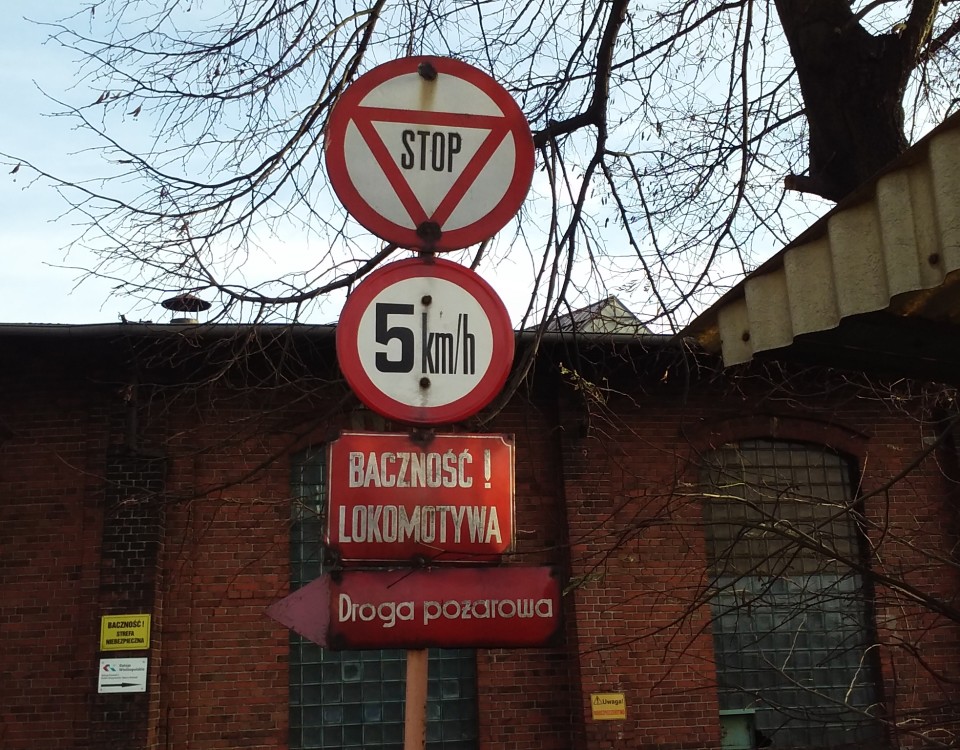 STOP
5 km/h
BACZNOŚĆ !
LOKOMOTYWA
Droga pożarowa
BACZNOŚĆ !
STREFA
NIEBEZPIECZNA
Uwaga!